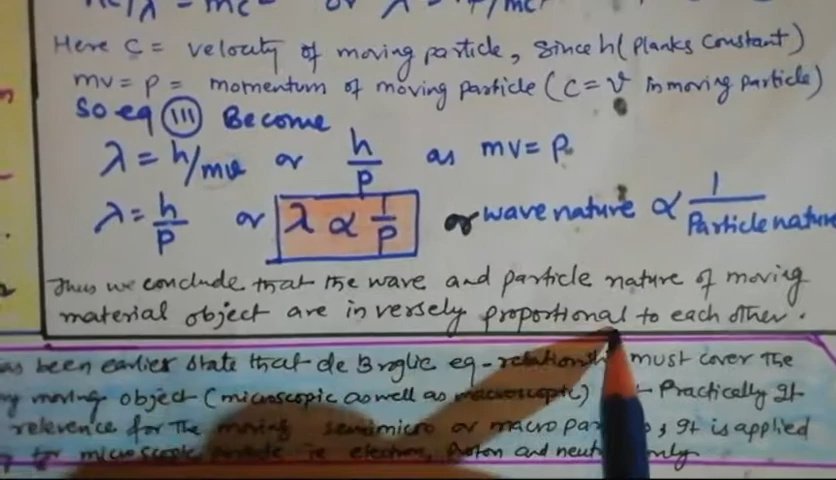 /λ = mc
Here c = velocity of moving particle, since h (planks constant)
mv = p = momentum of moving particle (c = v in moving particle)
So eq (III) Become
λ = h/mv or h/p as mv = p
λ = h/p or λ ∝ 1/p or wave nature ∝ 1/Particle nature
Thus we conclude that the wave and particle nature of moving
material object are inversely proportional to each other.
as been earlier state that de Broglie eq - must cover the
moving object (microscopic as well as macroscopic) Practically It
relevence for The moving semimicro or macro , It is applied
for microscopic ie electron, proton and only